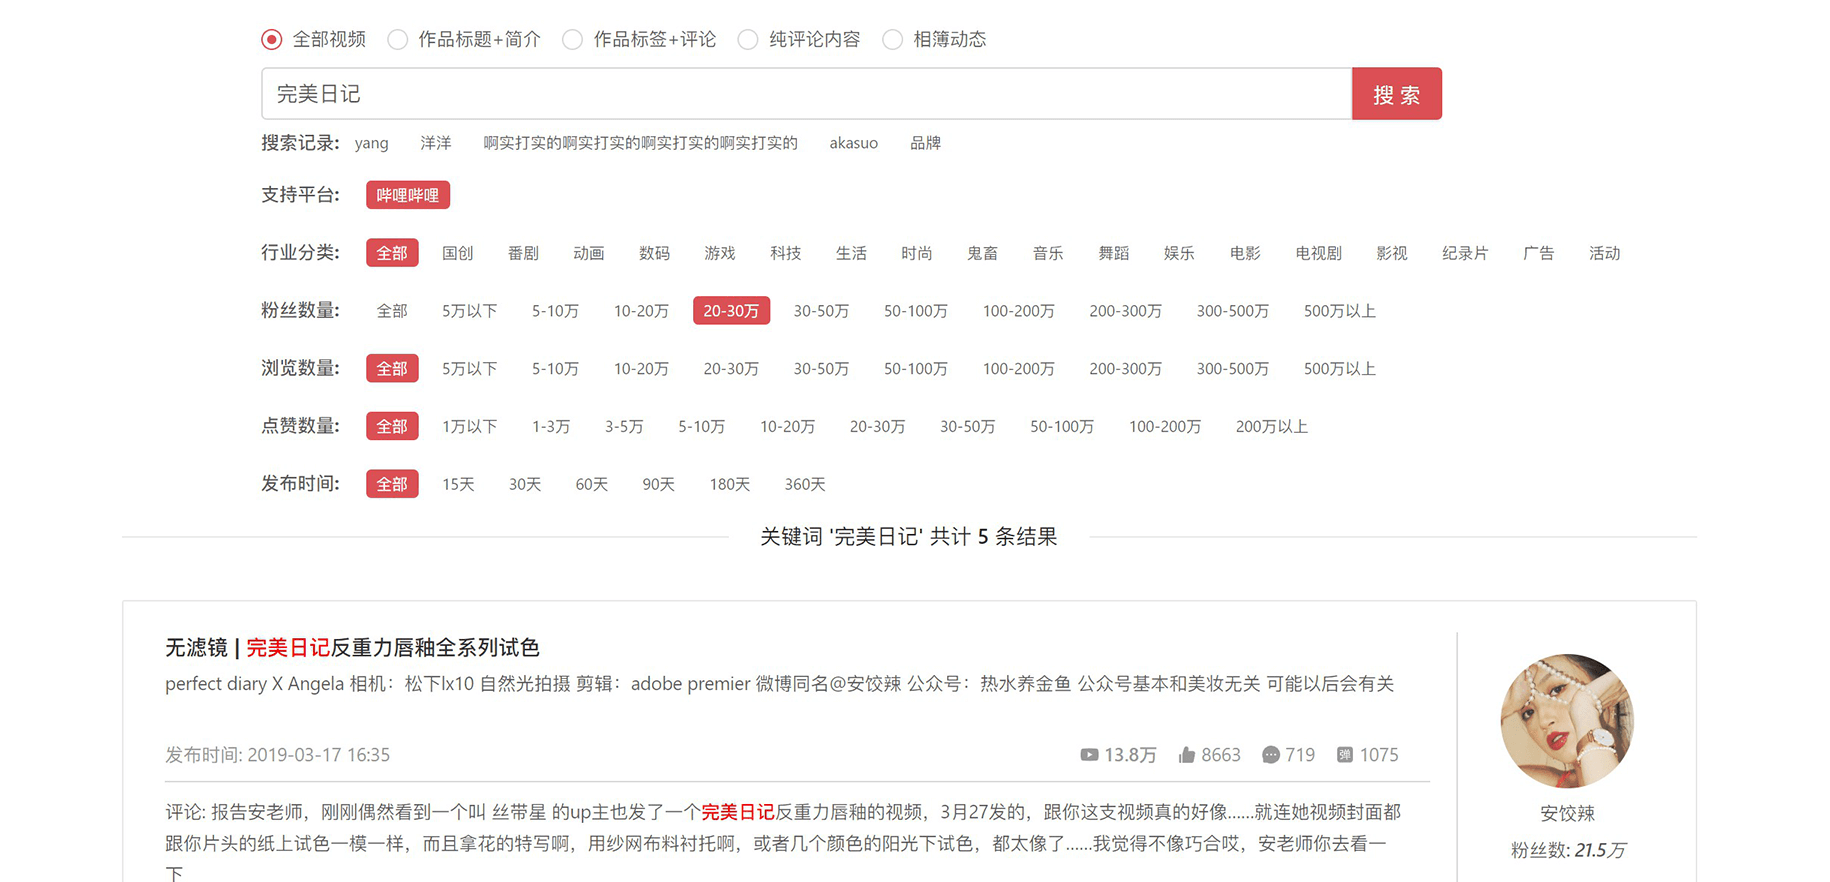 全部视频 作品标题+简介 作品标签+评论 纯评论内容 相簿动态
完美日记 搜 索
搜索记录: yang 洋洋 啊实打实的啊实打实的啊实打实的啊实打实的 akasuo 品牌
支持平台: 哔哩哔哩
行业分类: 全部 国创 番剧 动画 数码 游戏 科技 生活 时尚 鬼畜 音乐 舞蹈 娱乐 电影 电视剧 影视 纪录片 广告 活动
粉丝数量: 全部 5万以下 5-10万 10-20万 20-30万 30-50万 50-100万 100-200万 200-300万 300-500万 500万以上
浏览数量: 全部 5万以下 5-10万 10-20万 20-30万 30-50万 50-100万 100-200万 200-300万 300-500万 500万以上
点赞数量: 全部 1万以下 1-3万 3-5万 5-10万 10-20万 20-30万 30-50万 50-100万 100-200万 200万以上
发布时间: 全部 15天 30天 60天 90天 180天 360天
关键词 '完美日记' 共计 5 条结果
无滤镜 | 完美日记反重力唇釉全系列试色
perfect diary X Angela 相机：松下lx10 自然光拍摄 剪辑：adobe premier 微博同名@安饺辣 公众号：热水养金鱼 公众号基本和美妆无关 可能以后会有关
发布时间: 2019-03-17 16:35 13.8万 8663 719 弹 1075
评论: 报告安老师，刚刚偶然看到一个叫 丝带星 的up主也发了一个完美日记反重力唇釉的视频，3月27发的，跟你这支视频真的好像......就连她视频封面都
跟你片头的纸上试色一模一样，而且拿花的特写啊，用纱网布料衬托啊，或者几个颜色的阳光下试色，都太像了......我觉得不像巧合哎，安老师你去看一
下
安饺辣
粉丝数: 21.5万